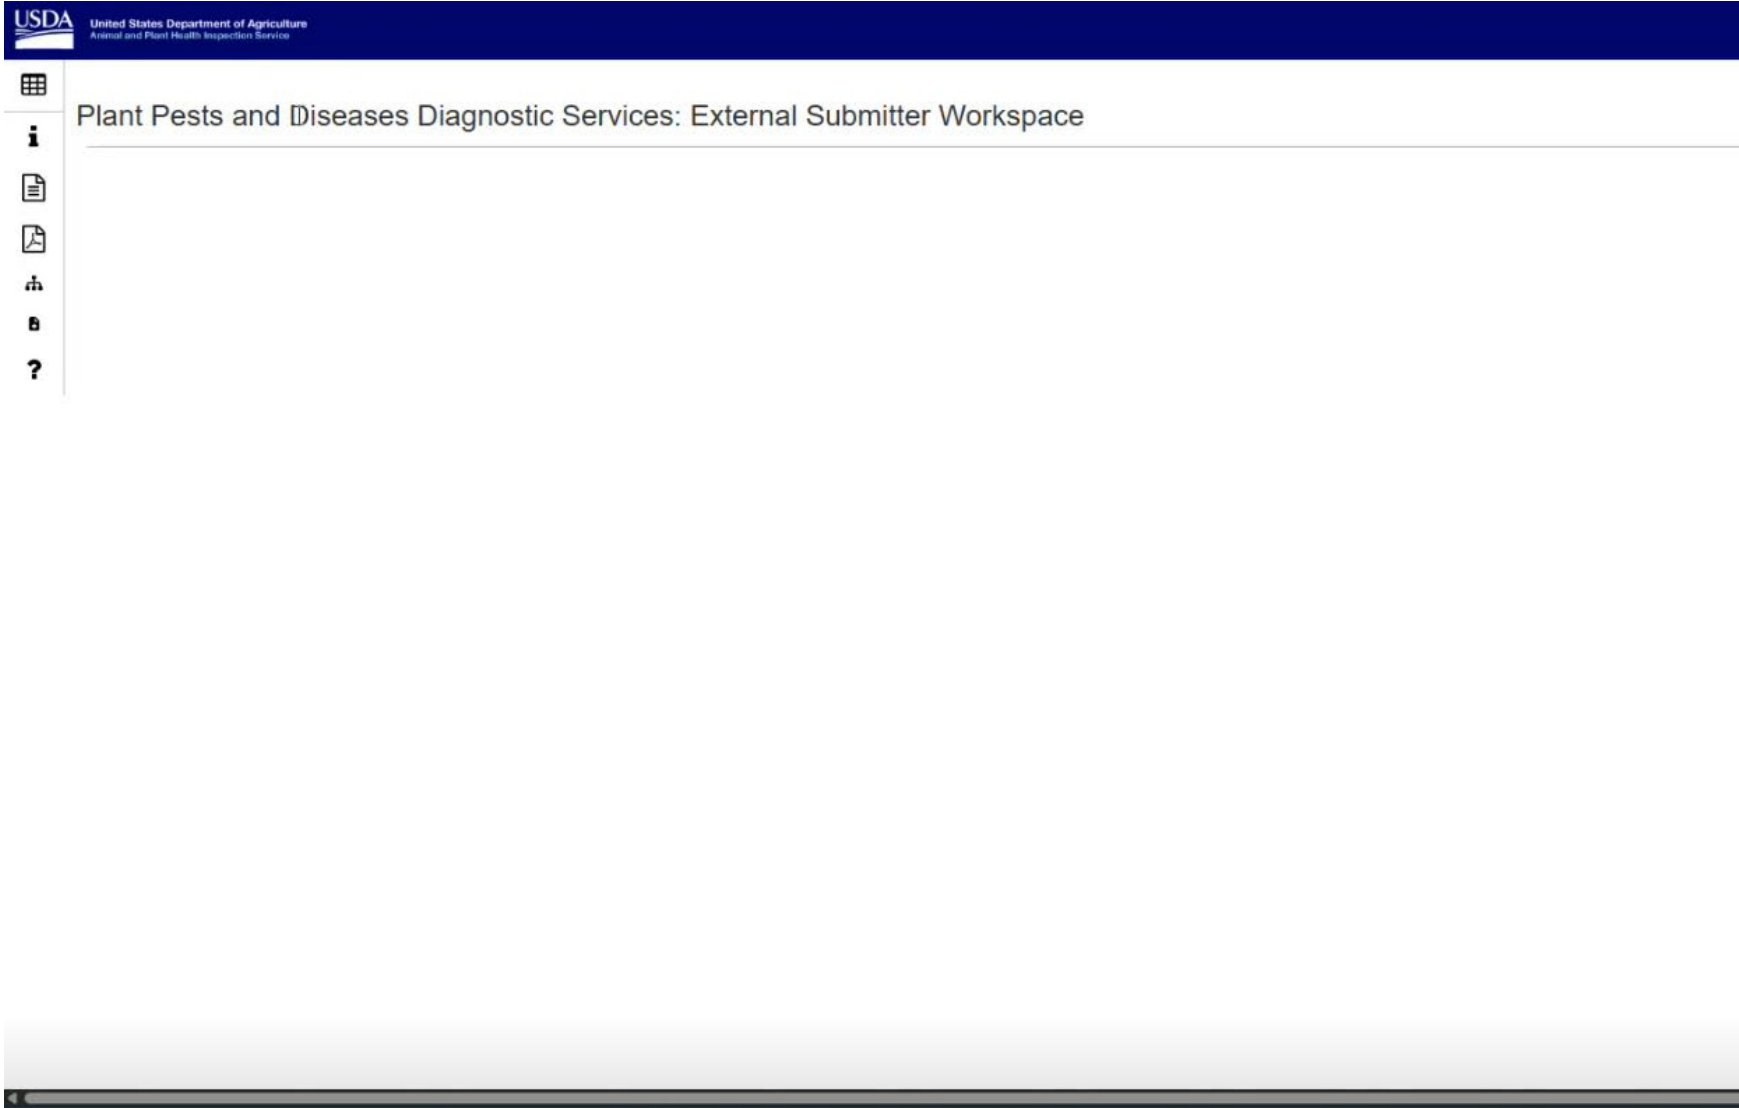 USDA
United States Department of Agriculture
Animal and Plant Health Inspection Service
Plant Pests and Diseases Diagnostic Services: External Submitter Workspace
i
?